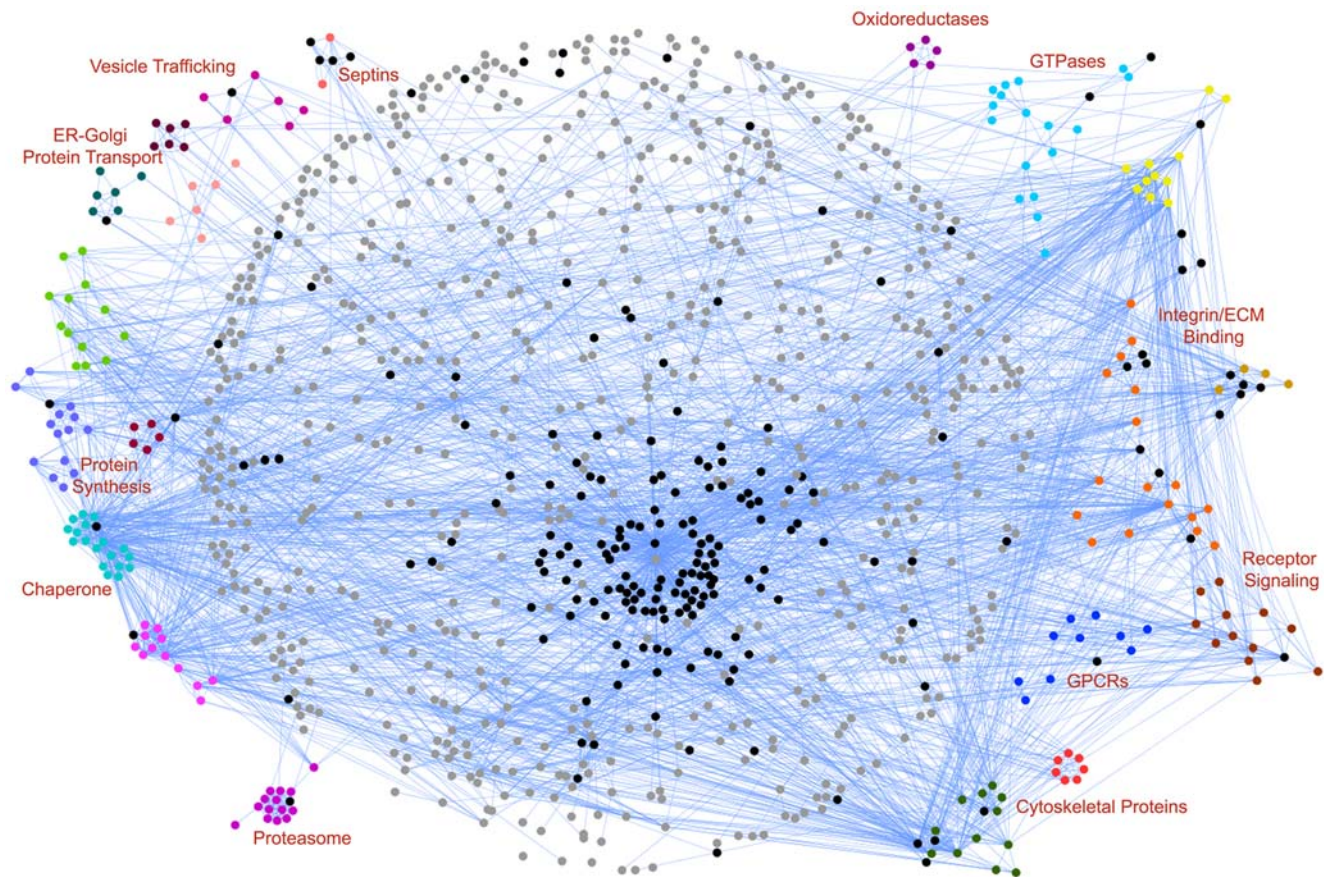 Oxidoreductases
Vesicle Trafficking
Septins
GTPases
ER-Golgi
Protein Transport
Integrin/ECM
Binding
Protein
Synthesis
Chaperone
Receptor
Signaling
GPCRs
Cytoskeletal Proteins
Proteasome